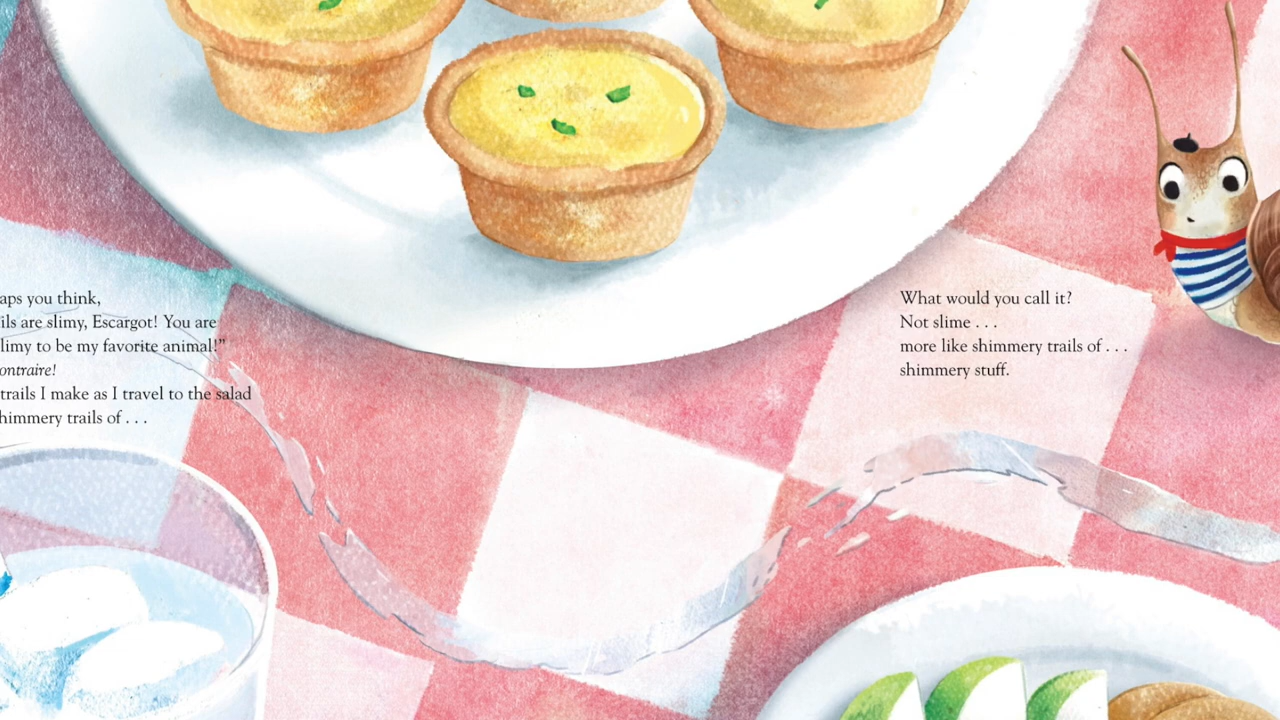 aps you think,
ils are slimy, Escargot! You are
limy to be my favorite animal!”
ontraire!
trails I make as I travel to the salad
himmery trails of . . .
What would you call it?
Not slime . . .
more like shimmery trails of . . .
shimmery stuff.